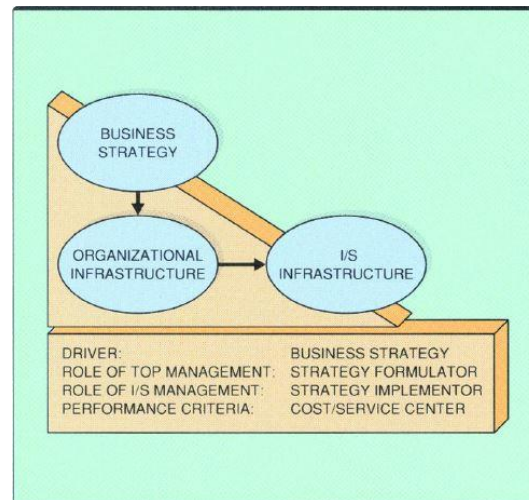 BUSINESS
STRATEGY
ORGANIZATIONAL
INFRASTRUCTURE
I/S
INFRASTRUCTURE
DRIVER: BUSINESS STRATEGY
ROLE OF TOP MANAGEMENT: STRATEGY FORMULATOR
ROLE OF I/S MANAGEMENT: STRATEGY IMPLEMENTOR
PERFORMANCE CRITERIA: COST/SERVICE CENTER